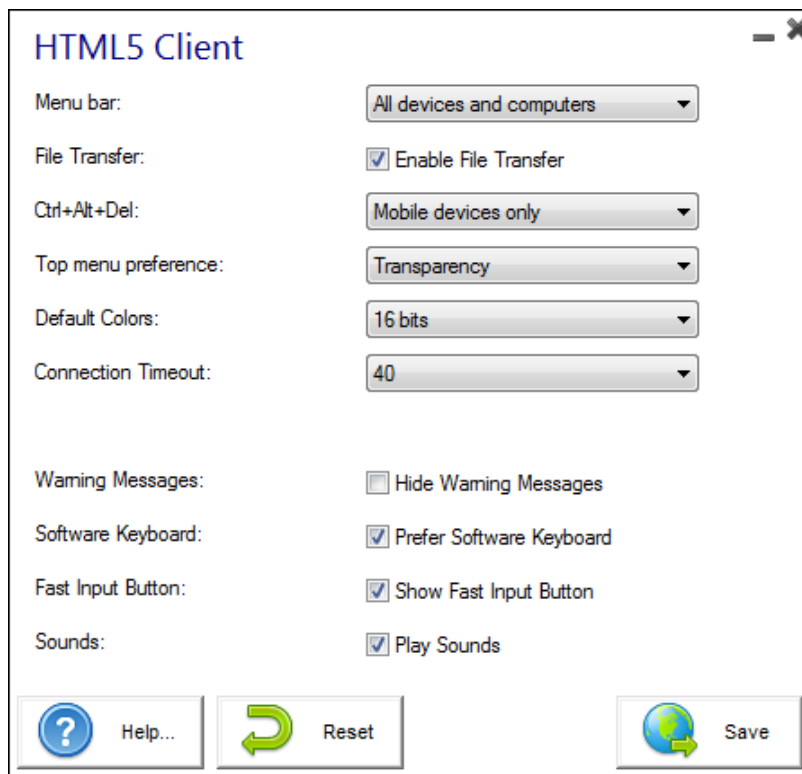 HTML5 Client
Menu bar: All devices and computers
File Transfer: Enable File Transfer
Ctrl+Alt+Del: Mobile devices only
Top menu preference: Transparency
Default Colors: 16 bits
Connection Timeout: 40
Warning Messages: Hide Warning Messages
Software Keyboard: Prefer Software Keyboard
Fast Input Button: Show Fast Input Button
Sounds: Play Sounds
? Help... Reset Save